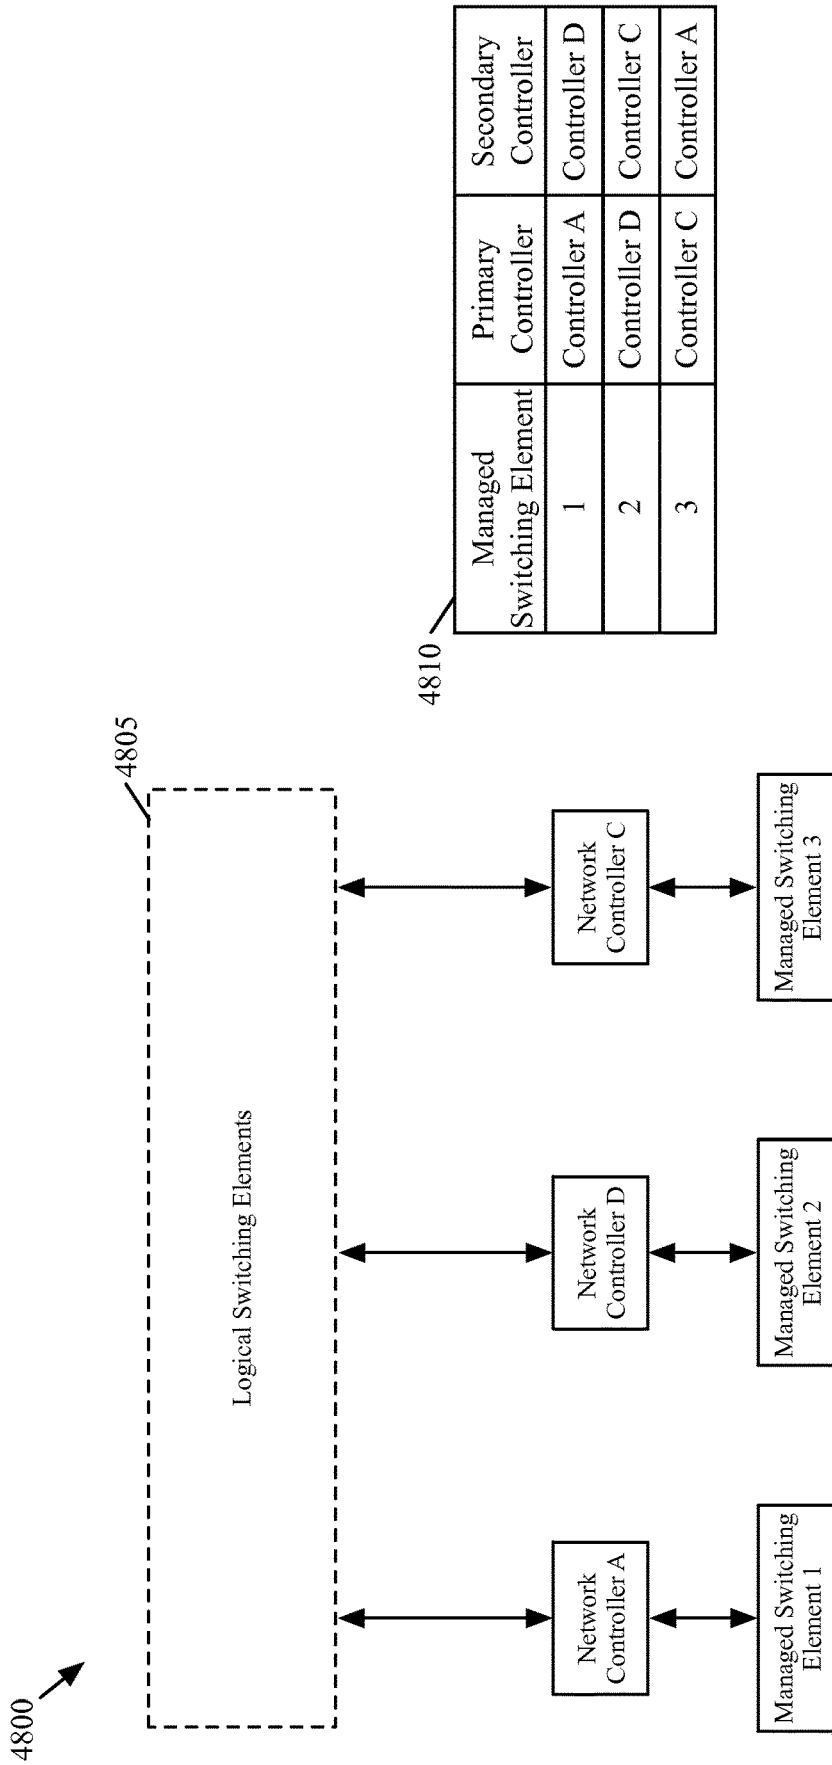 4800
4805
Logical Switching Elements
Network
Controller A
Network
Controller D
Network
Controller C
Managed Switching
Element 1
Managed Switching
Element 2
Managed Switching
Element 3
4810
Managed
Switching Element
Primary
Controller
Secondary
Controller
1
Controller A
Controller D
2
Controller D
Controller C
3
Controller C
Controller A